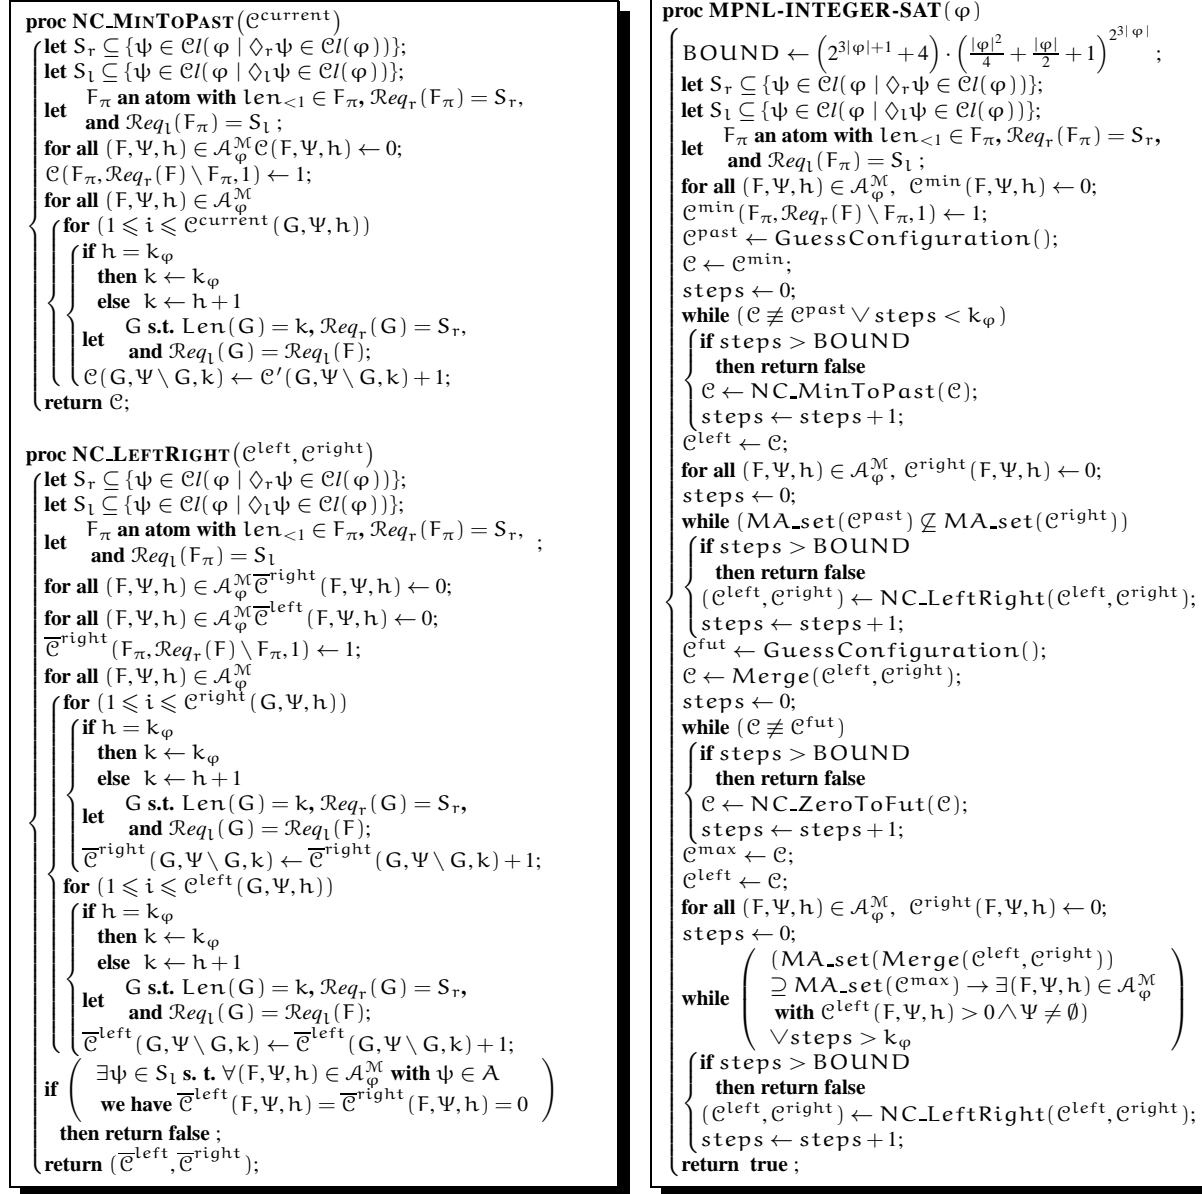 proc NC_MINTOPAST(𝒞^current)
let S_r ⊆ {ψ ∈ 𝒞l(φ | ◊_rψ ∈ 𝒞l(φ))};
let S_l ⊆ {ψ ∈ 𝒞l(φ | ◊_lψ ∈ 𝒞l(φ))};
let F_π an atom with len_<1 ∈ F_π, ℛeq_r(F_π) = S_r,
and ℛeq_l(F_π) = S_l ;
for all (F,Ψ,h) ∈ 𝒜_φ^ℳ 𝒞(F,Ψ,h) ← 0;
𝒞(F_π,ℛeq_r(F) \ F_π,1) ← 1;
for all (F,Ψ,h) ∈ 𝒜_φ^ℳ
for (1 ⩽ i ⩽ 𝒞^current(G,Ψ,h))
if h = k_φ
then k ← k_φ
else k ← h+1
let G s.t. Len(G) = k, ℛeq_r(G) = S_r,
and ℛeq_l(G) = ℛeq_l(F);
𝒞(G,Ψ \ G,k) ← 𝒞′(G,Ψ \ G,k)+1;
return 𝒞;
proc NC_LEFTRIGHT(𝒞^left,𝒞^right)
let S_r ⊆ {ψ ∈ 𝒞l(φ | ◊_rψ ∈ 𝒞l(φ))};
let S_l ⊆ {ψ ∈ 𝒞l(φ | ◊_lψ ∈ 𝒞l(φ))};
let F_π an atom with len_<1 ∈ F_π, ℛeq_r(F_π) = S_r, ;
and ℛeq_l(F_π) = S_l
for all (F,Ψ,h) ∈ 𝒜_φ^ℳ 𝒞̅^right(F,Ψ,h) ← 0;
for all (F,Ψ,h) ∈ 𝒜_φ^ℳ 𝒞̅^left(F,Ψ,h) ← 0;
𝒞̅^right(F_π,ℛeq_r(F) \ F_π,1) ← 1;
for all (F,Ψ,h) ∈ 𝒜_φ^ℳ
for (1 ⩽ i ⩽ 𝒞^right(G,Ψ,h))
if h = k_φ
then k ← k_φ
else k ← h+1
let G s.t. Len(G) = k, ℛeq_r(G) = S_r,
and ℛeq_l(G) = ℛeq_l(F);
𝒞̅^right(G,Ψ \ G,k) ← 𝒞̅^right(G,Ψ \ G,k)+1;
for (1 ⩽ i ⩽ 𝒞^left(G,Ψ,h))
if h = k_φ
then k ← k_φ
else k ← h+1
let G s.t. Len(G) = k, ℛeq_r(G) = S_r,
and ℛeq_l(G) = ℛeq_l(F);
𝒞̅^left(G,Ψ \ G,k) ← 𝒞̅^left(G,Ψ \ G,k)+1;
if ( ∃ψ ∈ S_l s. t. ∀(F,Ψ,h) ∈ 𝒜_φ^ℳ with ψ ∈ A
we have 𝒞̅^left(F,Ψ,h) = 𝒞̅^right(F,Ψ,h) = 0 )
then return false ;
return (𝒞̅^left,𝒞̅^right);
proc MPNL-INTEGER-SAT(φ)
BOUND ← (2^{3|φ|+1}+4) · (|φ|^2/4 + |φ|/2 + 1)^{2^{3|φ|}} ;
let S_r ⊆ {ψ ∈ 𝒞l(φ | ◊_rψ ∈ 𝒞l(φ))};
let S_l ⊆ {ψ ∈ 𝒞l(φ | ◊_lψ ∈ 𝒞l(φ))};
let F_π an atom with len_<1 ∈ F_π, ℛeq_r(F_π) = S_r,
and ℛeq_l(F_π) = S_l ;
for all (F,Ψ,h) ∈ 𝒜_φ^ℳ, 𝒞^min(F,Ψ,h) ← 0;
𝒞^min(F_π,ℛeq_r(F) \ F_π,1) ← 1;
𝒞^past ← GuessConfiguration();
𝒞 ← 𝒞^min;
steps ← 0;
while (𝒞 ≢ 𝒞^past ∨ steps < k_φ)
if steps > BOUND
then return false
𝒞 ← NC_MinToPast(𝒞);
steps ← steps+1;
𝒞^left ← 𝒞;
for all (F,Ψ,h) ∈ 𝒜_φ^ℳ, 𝒞^right(F,Ψ,h) ← 0;
steps ← 0;
while (MA_set(𝒞^past) ⊈ MA_set(𝒞^right))
if steps > BOUND
then return false
(𝒞^left,𝒞^right) ← NC_LeftRight(𝒞^left,𝒞^right);
steps ← steps+1;
𝒞^fut ← GuessConfiguration();
𝒞 ← Merge(𝒞^left,𝒞^right);
steps ← 0;
while (𝒞 ≢ 𝒞^fut)
if steps > BOUND
then return false
𝒞 ← NC_ZeroToFut(𝒞);
steps ← steps+1;
𝒞^max ← 𝒞;
𝒞^left ← 𝒞;
for all (F,Ψ,h) ∈ 𝒜_φ^ℳ, 𝒞^right(F,Ψ,h) ← 0;
steps ← 0;
while ( (MA_set(Merge(𝒞^left,𝒞^right))
⊇ MA_set(𝒞^max) → ∃(F,Ψ,h) ∈ 𝒜_φ^ℳ
with 𝒞^left(F,Ψ,h) > 0 ∧ Ψ ≠ ∅)
∨steps > k_φ )
if steps > BOUND
then return false
(𝒞^left,𝒞^right) ← NC_LeftRight(𝒞^left,𝒞^right);
steps ← steps+1;
return true ;